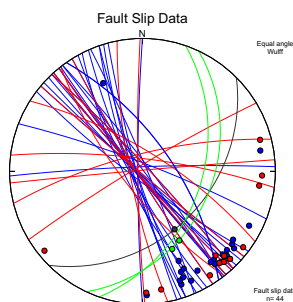 Fault Slip Data
N
Equal angle
Wulff
Fault slip dat
n= 44